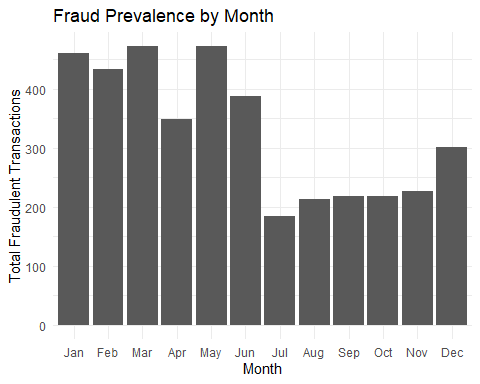 Fraud Prevalence by Month
Total Fraudulent Transactions
400
300
200
100
0
Jan Feb Mar Apr May Jun Jul Aug Sep Oct Nov Dec
Month